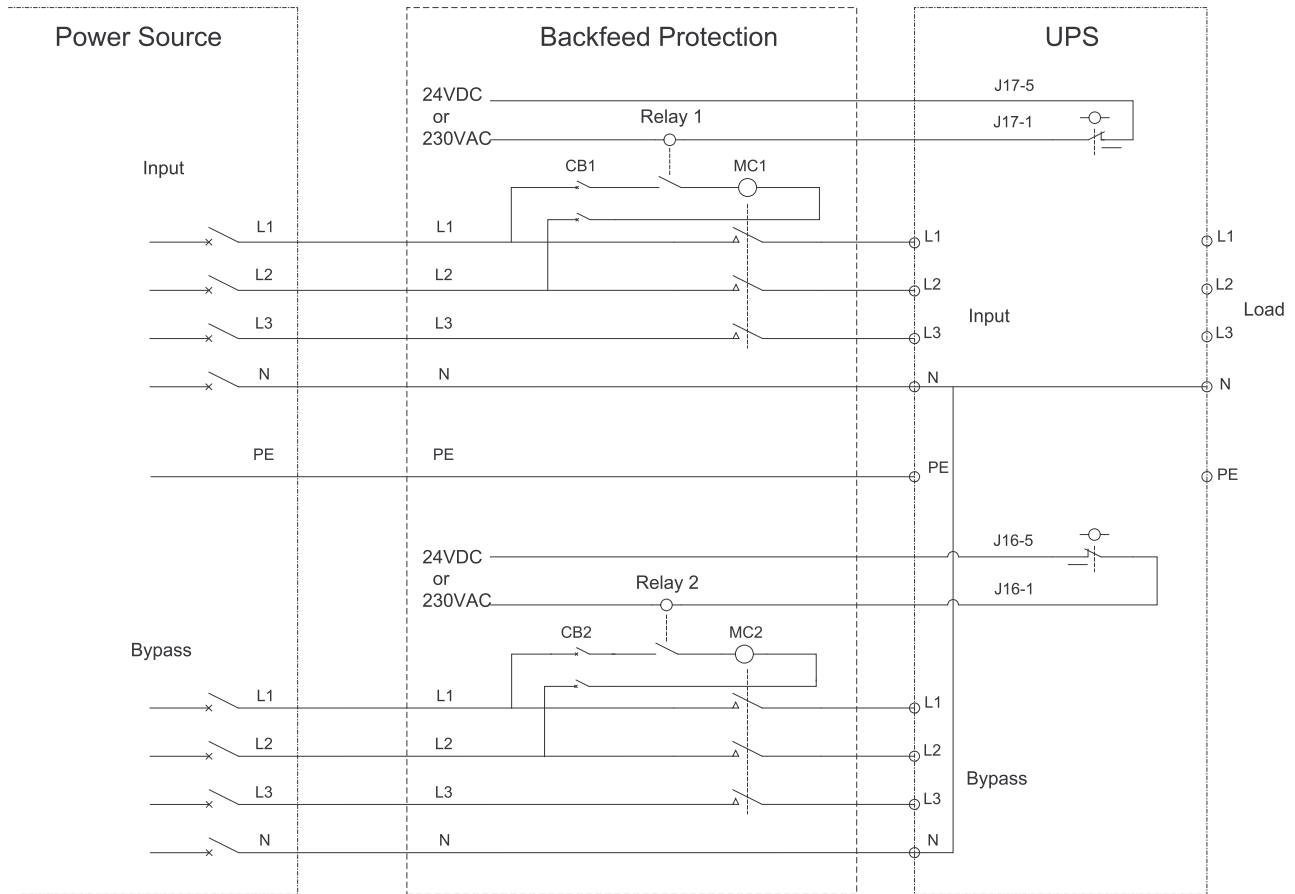 Power Source
Backfeed Protection
UPS
24VDC
or
230VAC
Relay 1
J17-5
J17-1
Input
CB1
MC1
L1
L1
L1
L1
L2
L2
L2
L2
Input
Load
L3
L3
L3
L3
N
N
N
N
PE
PE
PE
PE
24VDC
or
230VAC
Relay 2
J16-5
J16-1
Bypass
CB2
MC2
L1
L1
L1
L2
L2
L2
Bypass
L3
L3
L3
N
N
N